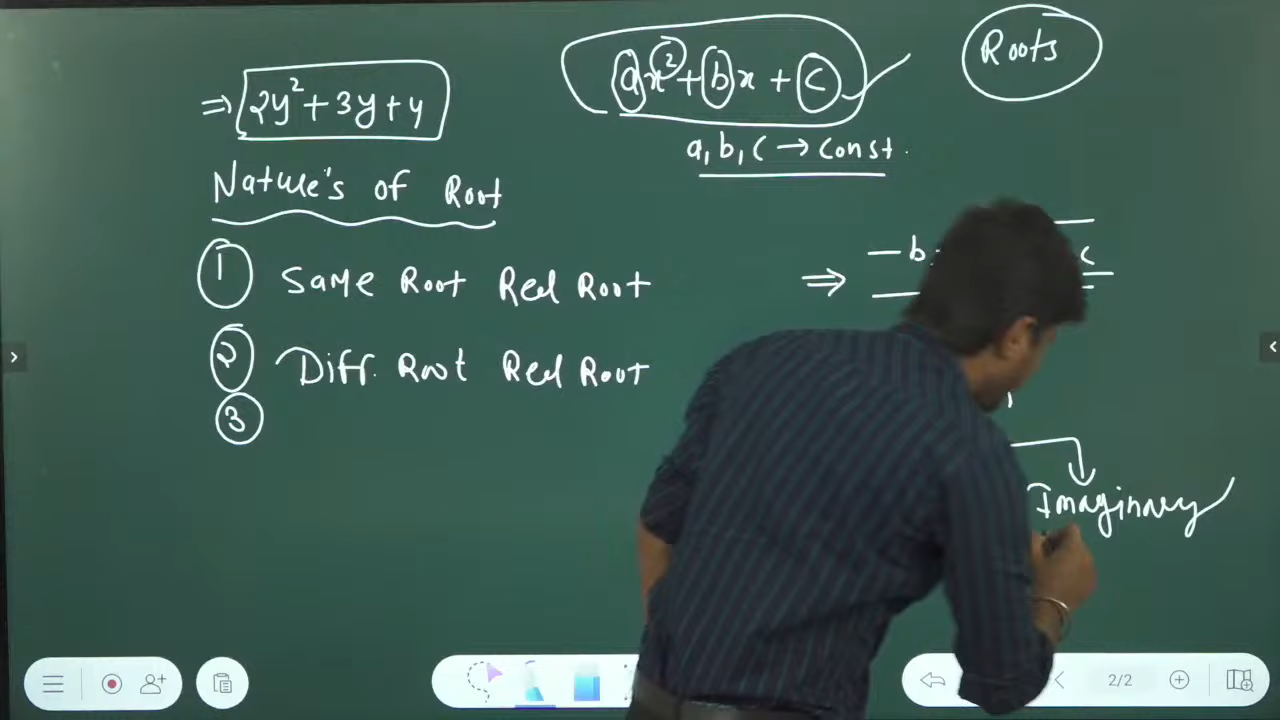 ⇒ 2y²+3y+4
ax²+bx+c
Roots
a,b,c → Const.
Nature's of Root
1 Same Root Real Root
2 Diff. Root Real Root
3
⇒ —b
c
Imaginary
2/2